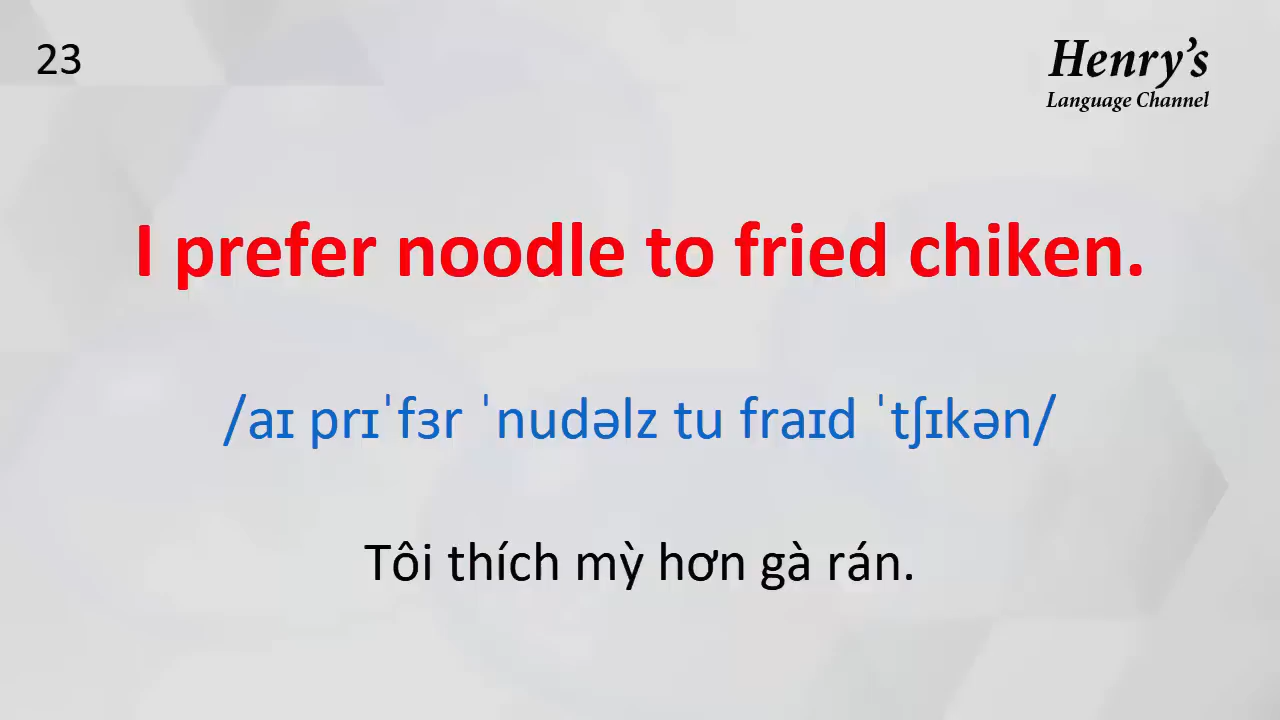 23
Henry’s
Language Channel
I prefer noodle to fried chiken.
/aɪ prɪˈfɜr ˈnudəlz tu fraɪd ˈtʃɪkən/
Tôi thích mỳ hơn gà rán.